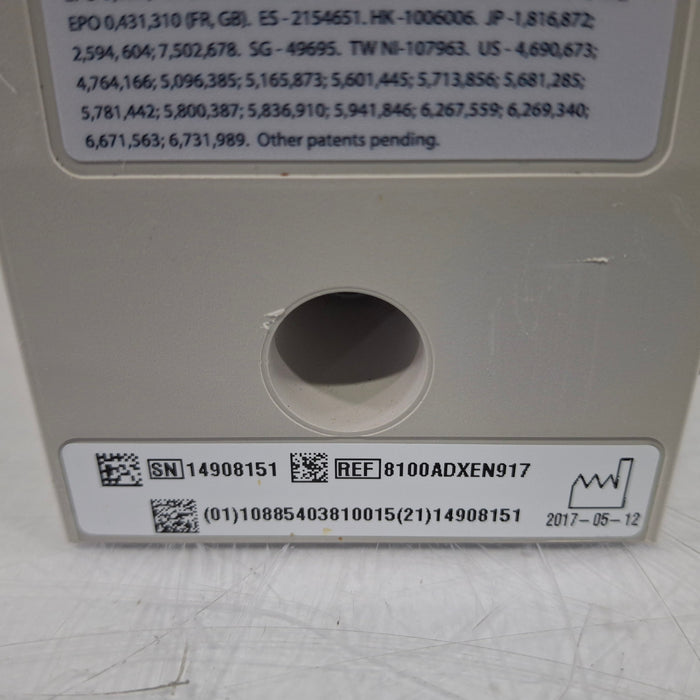 EPO 0,431,310 (FR, GB). ES - 2154651. HK -1006006. JP -1,816,872;
2,594,604; 7,502,678. SG - 49695. TW NI-107963. US - 4,690,673;
4,764,166; 5,096,385; 5,165,873; 5,601,445; 5,713,856; 5,681,285;
5,781,442; 5,800,387; 5,836,910; 5,941,846; 6,267,559; 6,269,340;
6,671,563; 6,731,989. Other patents pending.
SN 14908151 REF 8100ADXEN917
(01)10885403810015(21)14908151
2017-05-12